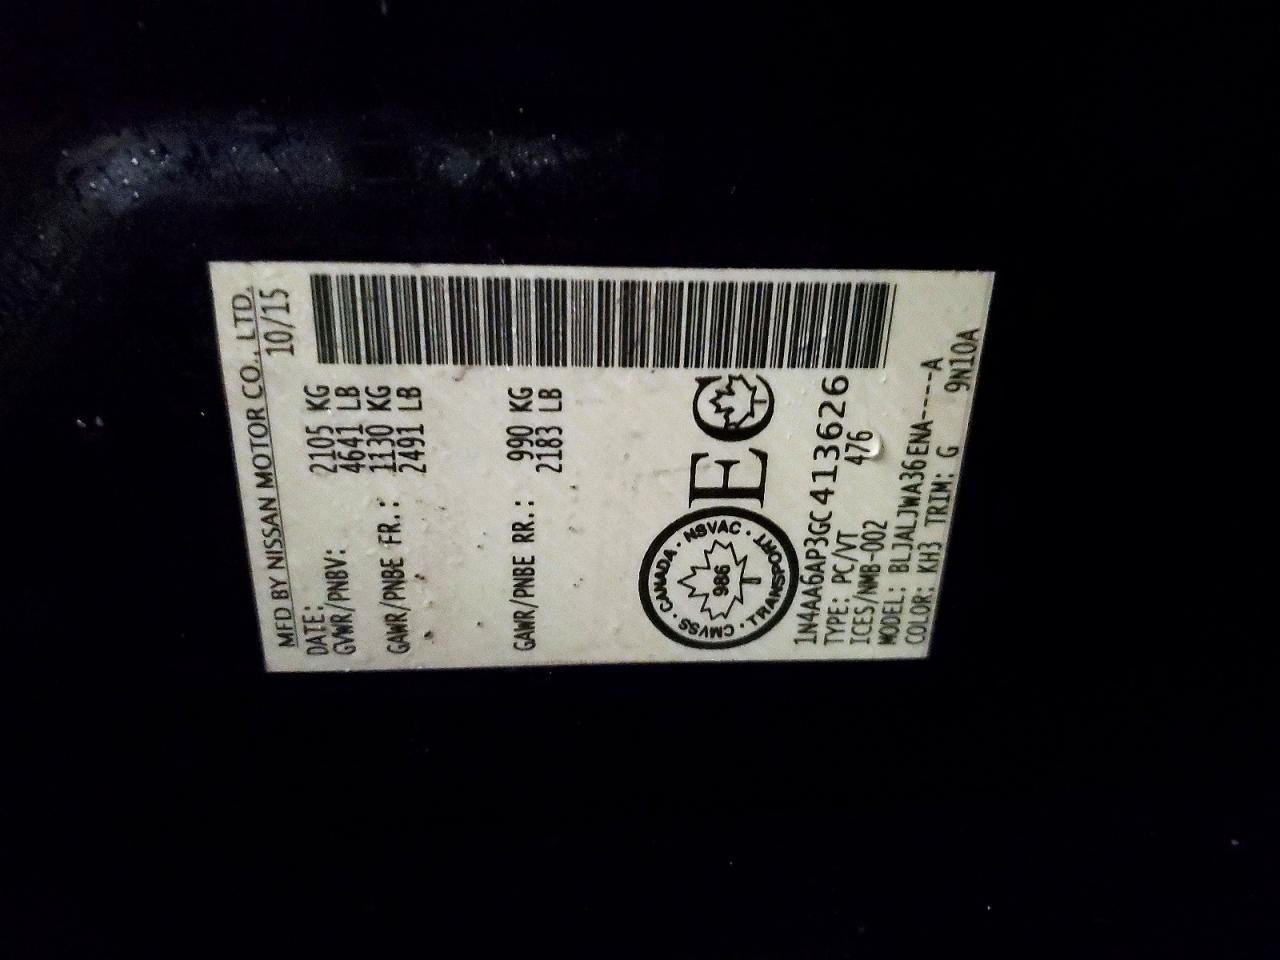 MFD BY NISSAN MOTOR CO., LTD.
DATE: 10/15
GVWR/PNBV: 2105 KG
4641 LB
GAWR/PNBE FR.: 1130 KG
2491 LB
GAWR/PNBE RR.: 990 KG
2183 LB
CANADA · NSVAC · TRANSPORT · CMVSS ·
986
EC
1N4AA6AP3GC413626
TYPE: PC/VT
ICES/NMB-002 476
MODEL: BLJALJWA36ENA----A
COLOR: KH3 TRIM: G 9N10A